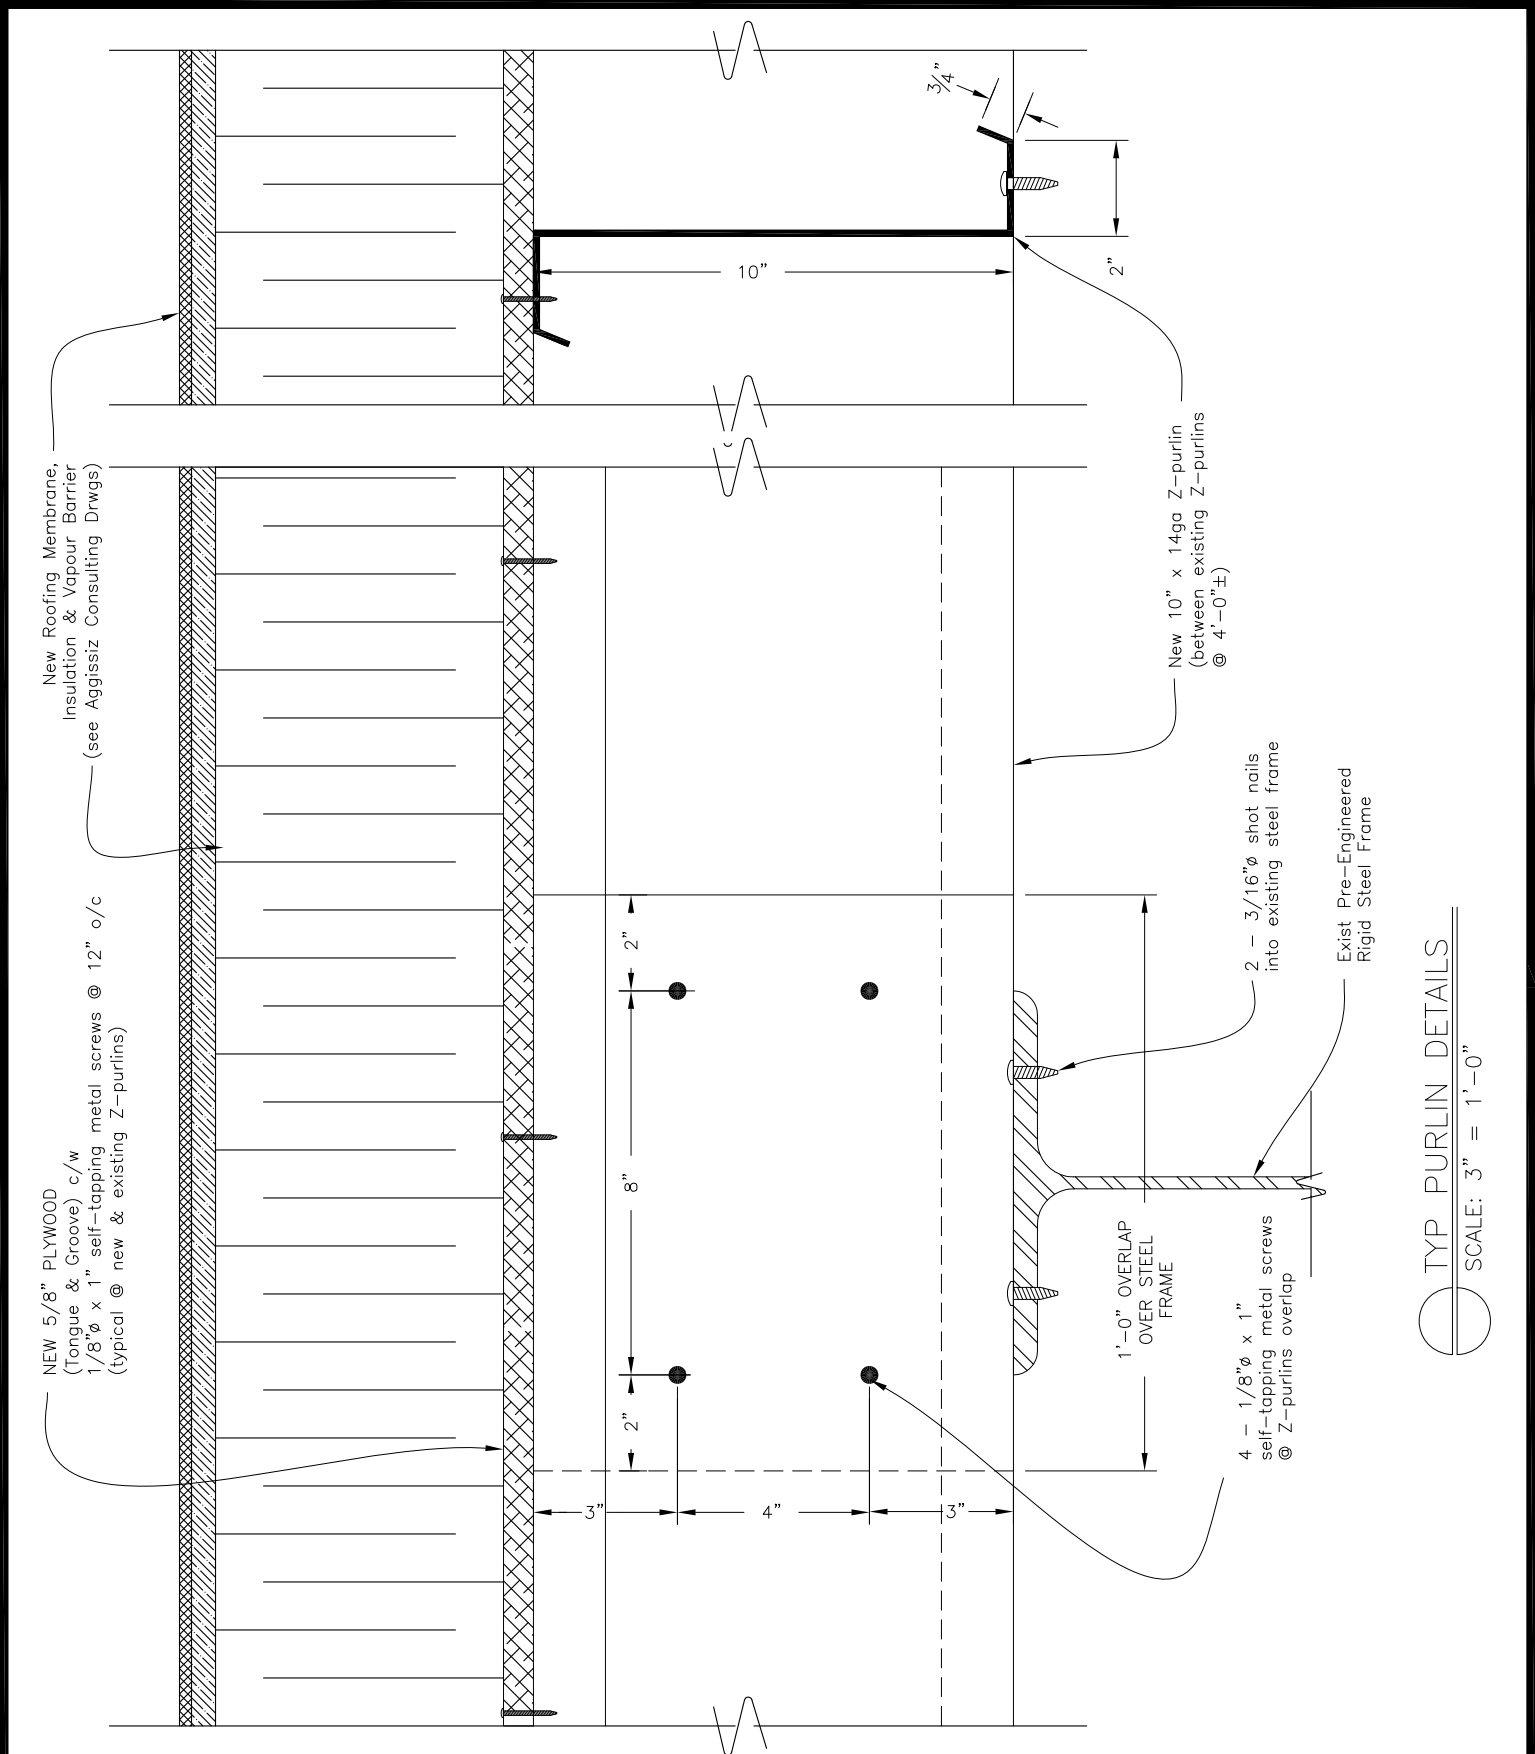 NEW 5/8" PLYWOOD
(Tongue & Groove) c/w
1/8"ø x 1" self-tapping metal screws @ 12" o/c
(typical @ new & existing Z-purlins)
New Roofing Membrane,
Insulation & Vapour Barrier
(see Aggissiz Consulting Drwgs)
2"
8"
2"
3"
4"
3"
10"
3/4"
2"
1'-0" OVERLAP
OVER STEEL
FRAME
New 10" x 14ga Z-purlin
(between existing Z-purlins
@ 4'-0"±)
4 - 1/8"ø x 1"
self-tapping metal screws
@ Z-purlins overlap
2 - 3/16"ø shot nails
into existing steel frame
Exist Pre-Engineered
Rigid Steel Frame
TYP PURLIN DETAILS
SCALE: 3" = 1'-0"